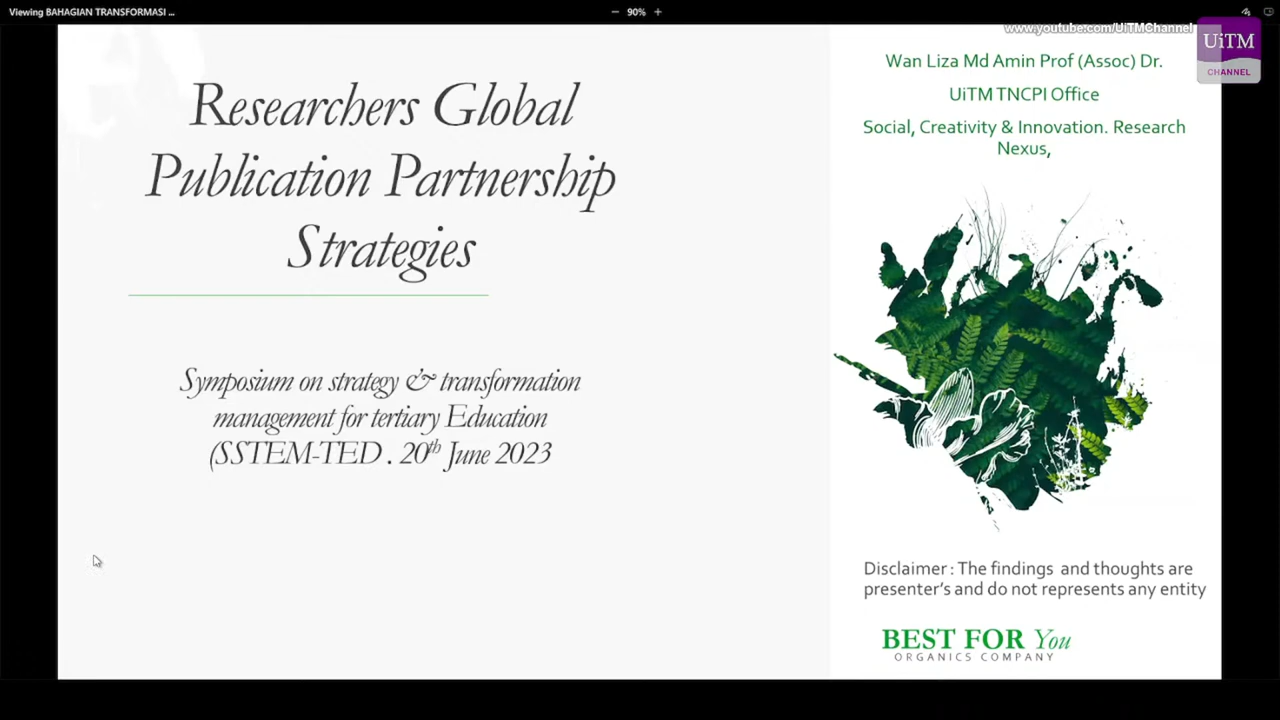 Viewing BAHAGIAN TRANSFORMASI ...
90%
www.youtube.com/UiTMChannel
UiTM
CHANNEL
Researchers Global
Publication Partnership
Strategies
Symposium on strategy & transformation
management for tertiary Education
(SSTEM-TED . 20th June 2023
Wan Liza Md Amin Prof (Assoc) Dr.
UiTM TNCPI Office
Social, Creativity & Innovation. Research
Nexus,
Disclaimer : The findings and thoughts are
presenter's and do not represents any entity
BEST FOR You
ORGANICS COMPANY